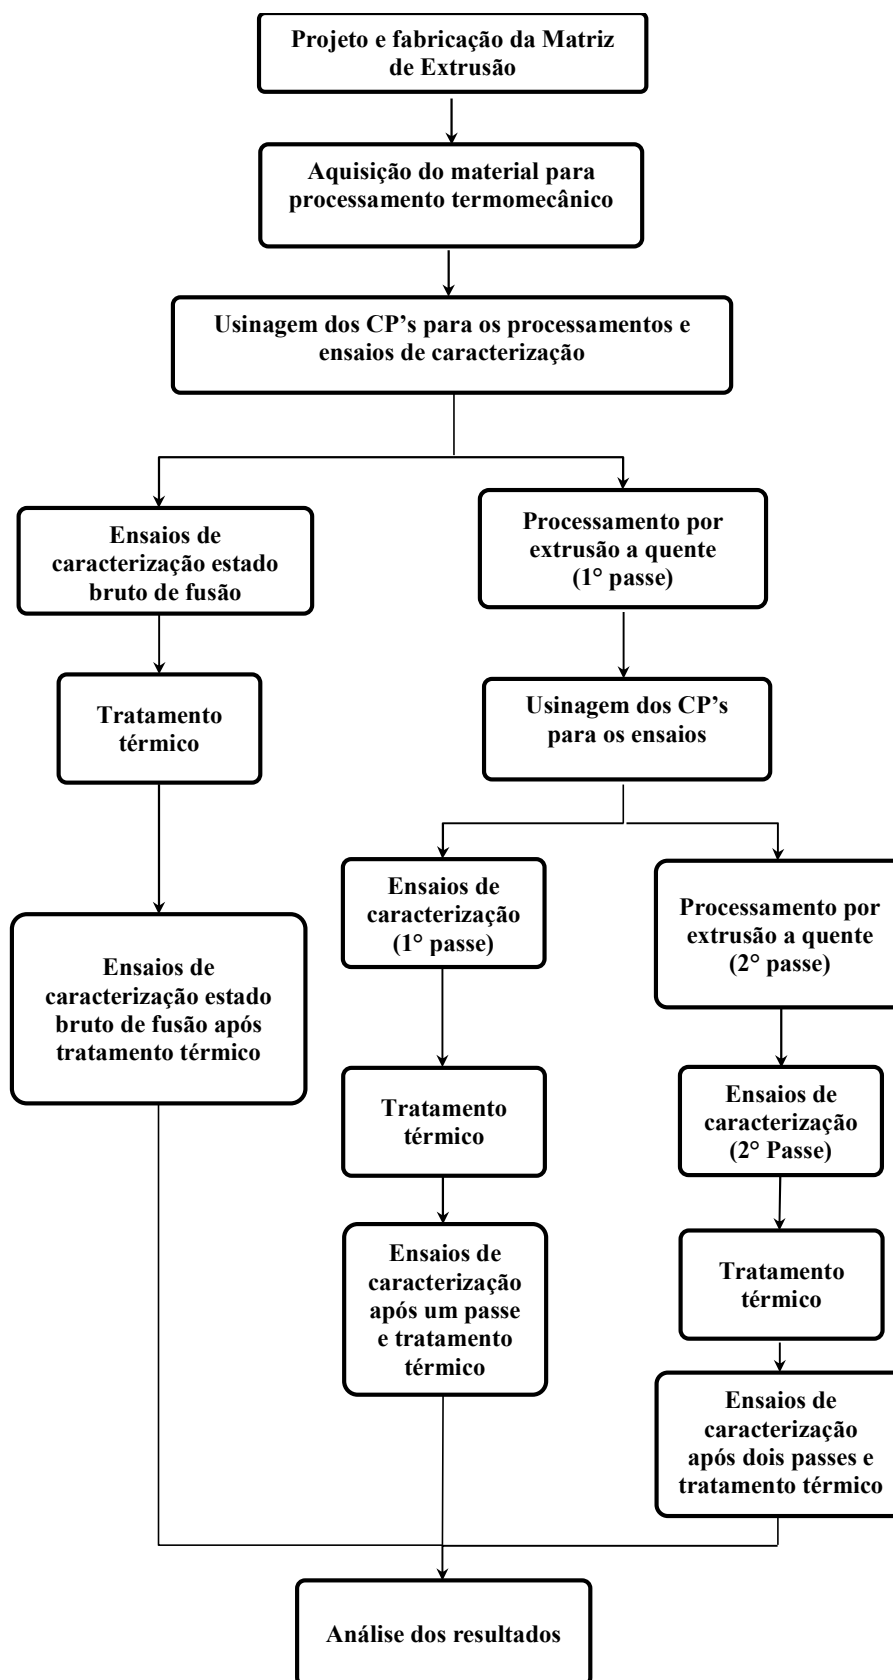 Projeto e fabricação da Matriz
de Extrusão
Aquisição do material para
processamento termomecânico
Usinagem dos CP’s para os processamentos e
ensaios de caracterização
Ensaios de
caracterização estado
bruto de fusão
Processamento por
extrusão a quente
(1° passe)
Tratamento
térmico
Usinagem dos CP’s
para os ensaios
Ensaios de
caracterização estado
bruto de fusão após
tratamento térmico
Ensaios de
caracterização
(1° passe)
Processamento por
extrusão a quente
(2° passe)
Tratamento
térmico
Ensaios de
caracterização
(2° Passe)
Ensaios de
caracterização
após um passe
e tratamento
térmico
Tratamento
térmico
Ensaios de
caracterização
após dois passes e
tratamento térmico
Análise dos resultados